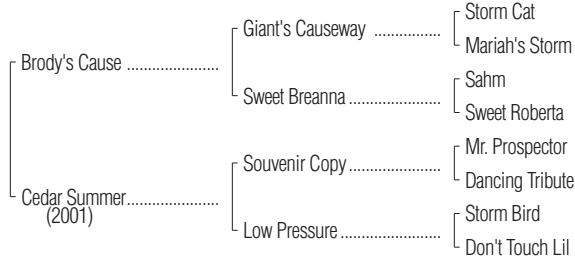 Storm Cat
Giant's Causeway ..................
Mariah's Storm
Brody's Cause .......................
Sahm
Sweet Breanna.......................
Sweet Roberta
Mr. Prospector
Souvenir Copy.......................
Dancing Tribute
Cedar Summer.......................
(2001)
Storm Bird
Low Pressure.........................
Don't Touch Lil